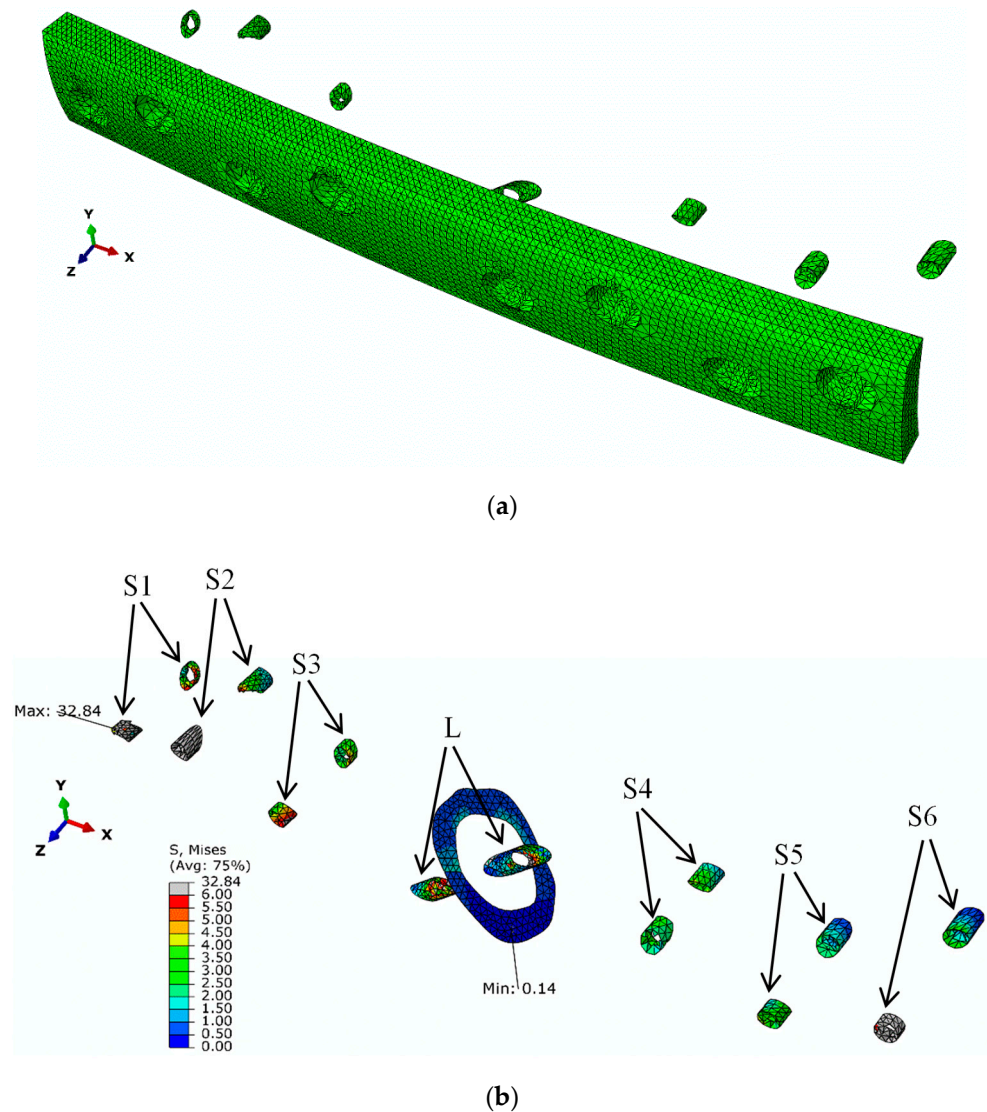 Y
Z
X
(a)
S1
S2
S3
Max: 32.84
L
S4
S5
S6
Y
Z
X
S, Mises
(Avg: 75%)
32.84
6.00
5.50
5.00
4.50
4.00
3.50
3.00
2.50
2.00
1.50
1.00
0.50
0.00
Min: 0.14
(b)